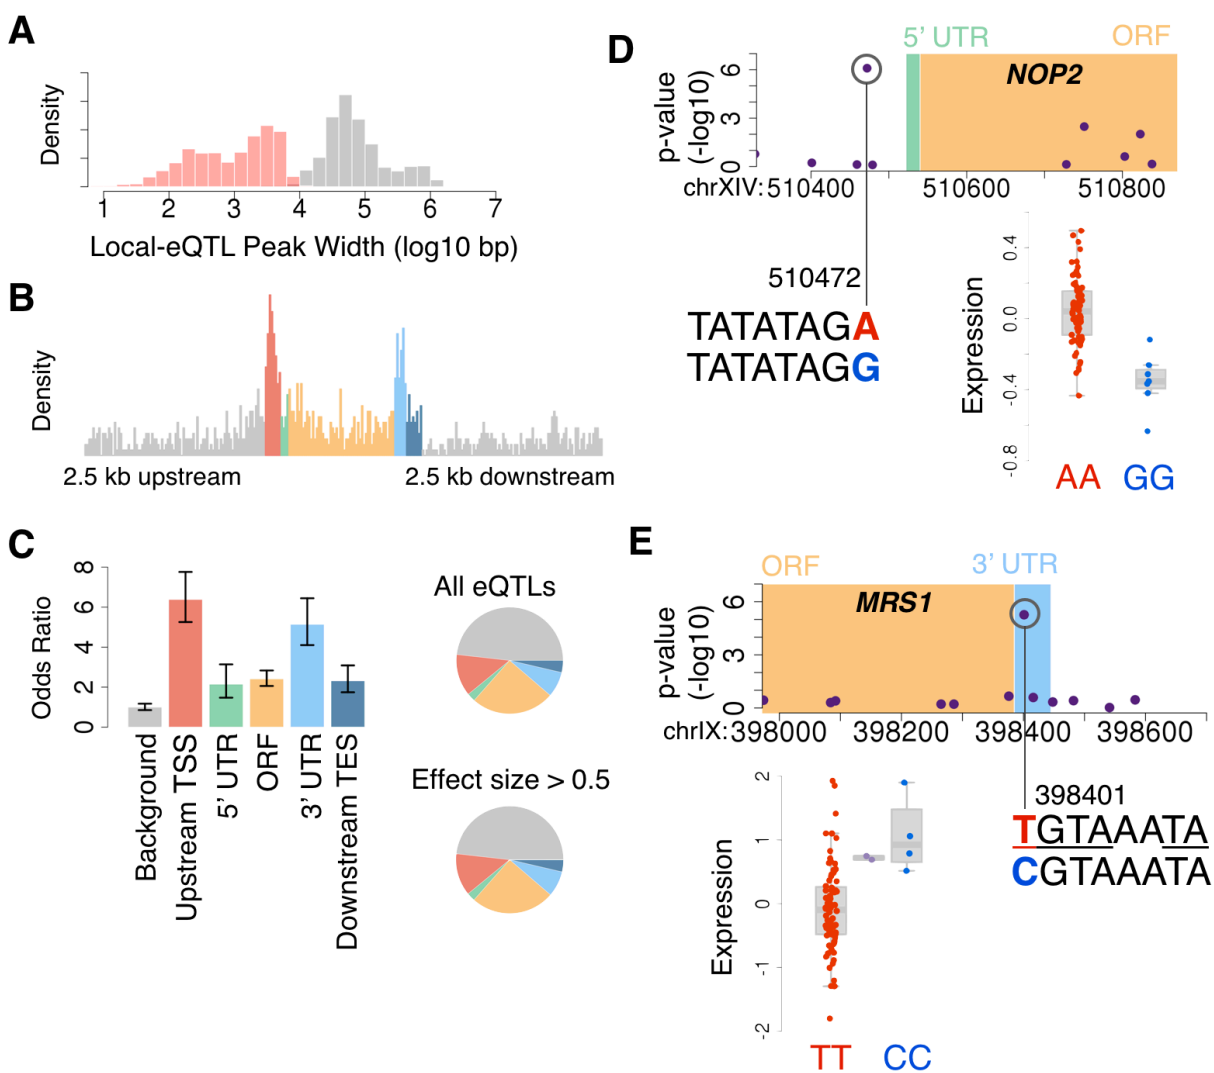 A
Density
1 2 3 4 5 6 7
Local-eQTL Peak Width (log10 bp)
B
Density
2.5 kb upstream
2.5 kb downstream
C
Odds Ratio
8
6
4
2
0
Background
Upstream TSS
5’ UTR
ORF
3’ UTR
Downstream TES
All eQTLs
Effect size > 0.5
D
5’ UTR
ORF
NOP2
p-value
(-log10)
6
3
0
chrXIV: 510400 510600 510800
510472
TATATAGA
TATATAGG
Expression
0.4
0.0
-0.4
-0.8
AA GG
E
ORF
3’ UTR
MRS1
p-value
(-log10)
6
3
0
chrIX: 398000 398200 398400 398600
398401
TGTAAATA
CGTAAATA
Expression
2
1
0
-1
-2
TT CC